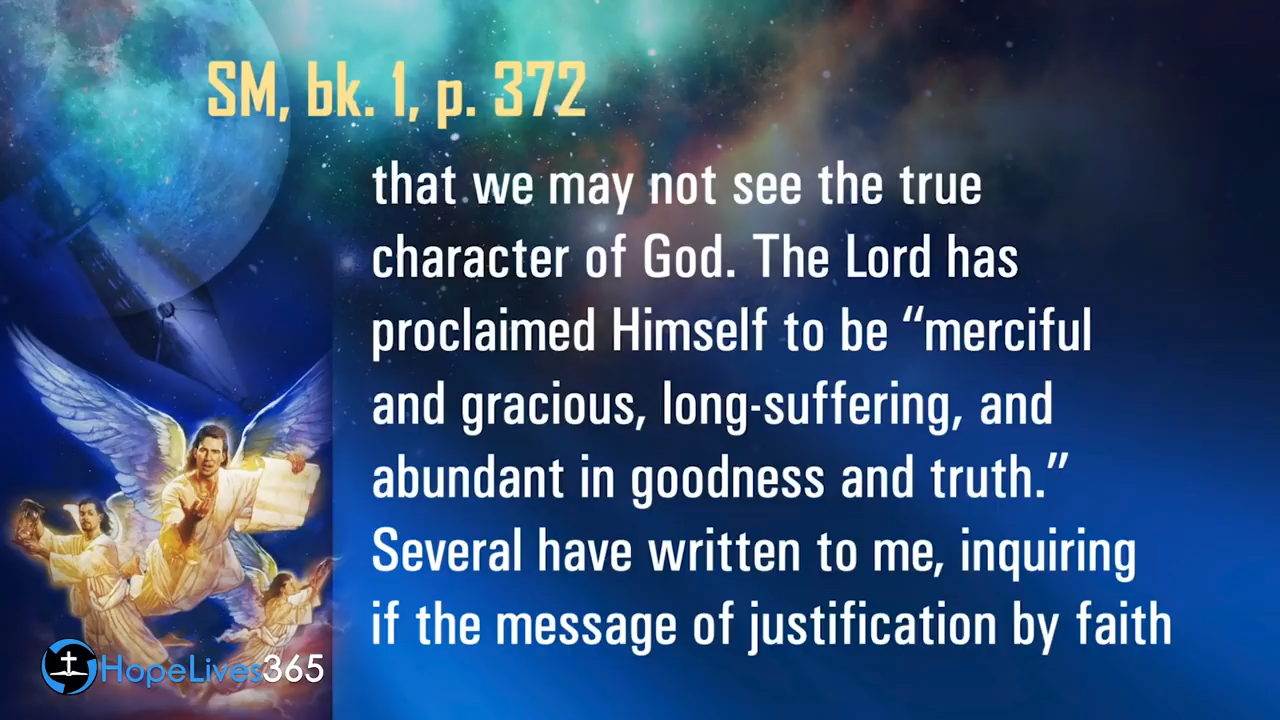 SM, bk. 1, p. 372
that we may not see the true
character of God. The Lord has
proclaimed Himself to be “merciful
and gracious, long-suffering, and
abundant in goodness and truth.”
Several have written to me, inquiring
if the message of justification by faith
HopeLives365